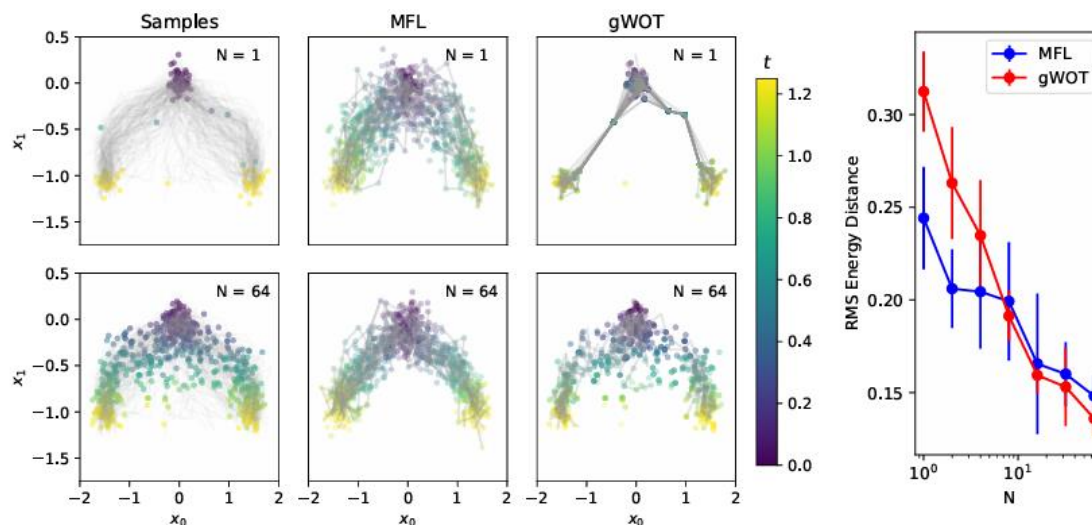 Samples
MFL
gWOT
0.5
0.0
−0.5
−1.0
−1.5
x₁
N = 1
N = 1
N = 1
0.5
0.0
−0.5
−1.0
−1.5
x₁
N = 64
N = 64
N = 64
−2 −1 0 1 2
−2 −1 0 1 2
−2 −1 0 1 2
x₀
x₀
x₀
t
1.2
1.0
0.8
0.6
0.4
0.2
0.0
RMS Energy Distance
0.30
0.25
0.20
0.15
MFL
gWOT
10⁰ 10¹
N